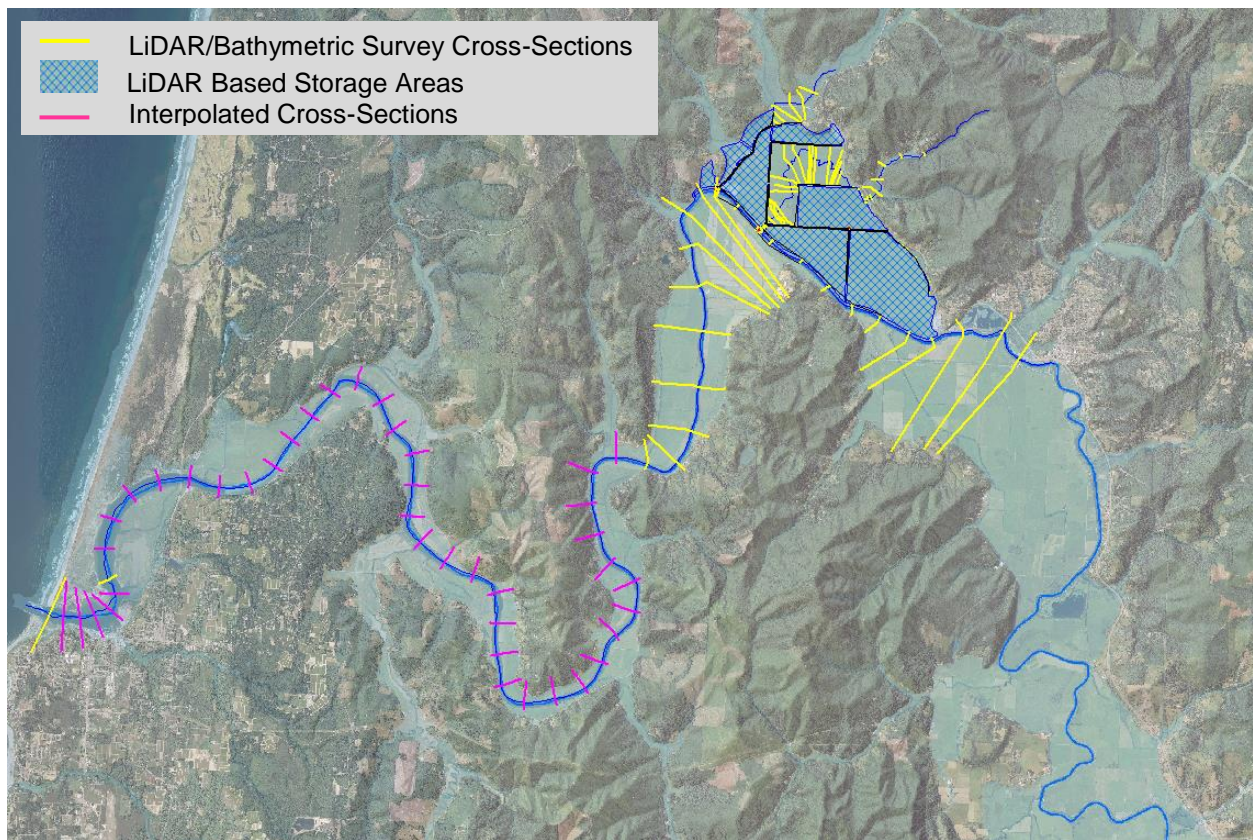 LiDAR/Bathymetric Survey Cross-Sections
LiDAR Based Storage Areas
Interpolated Cross-Sections